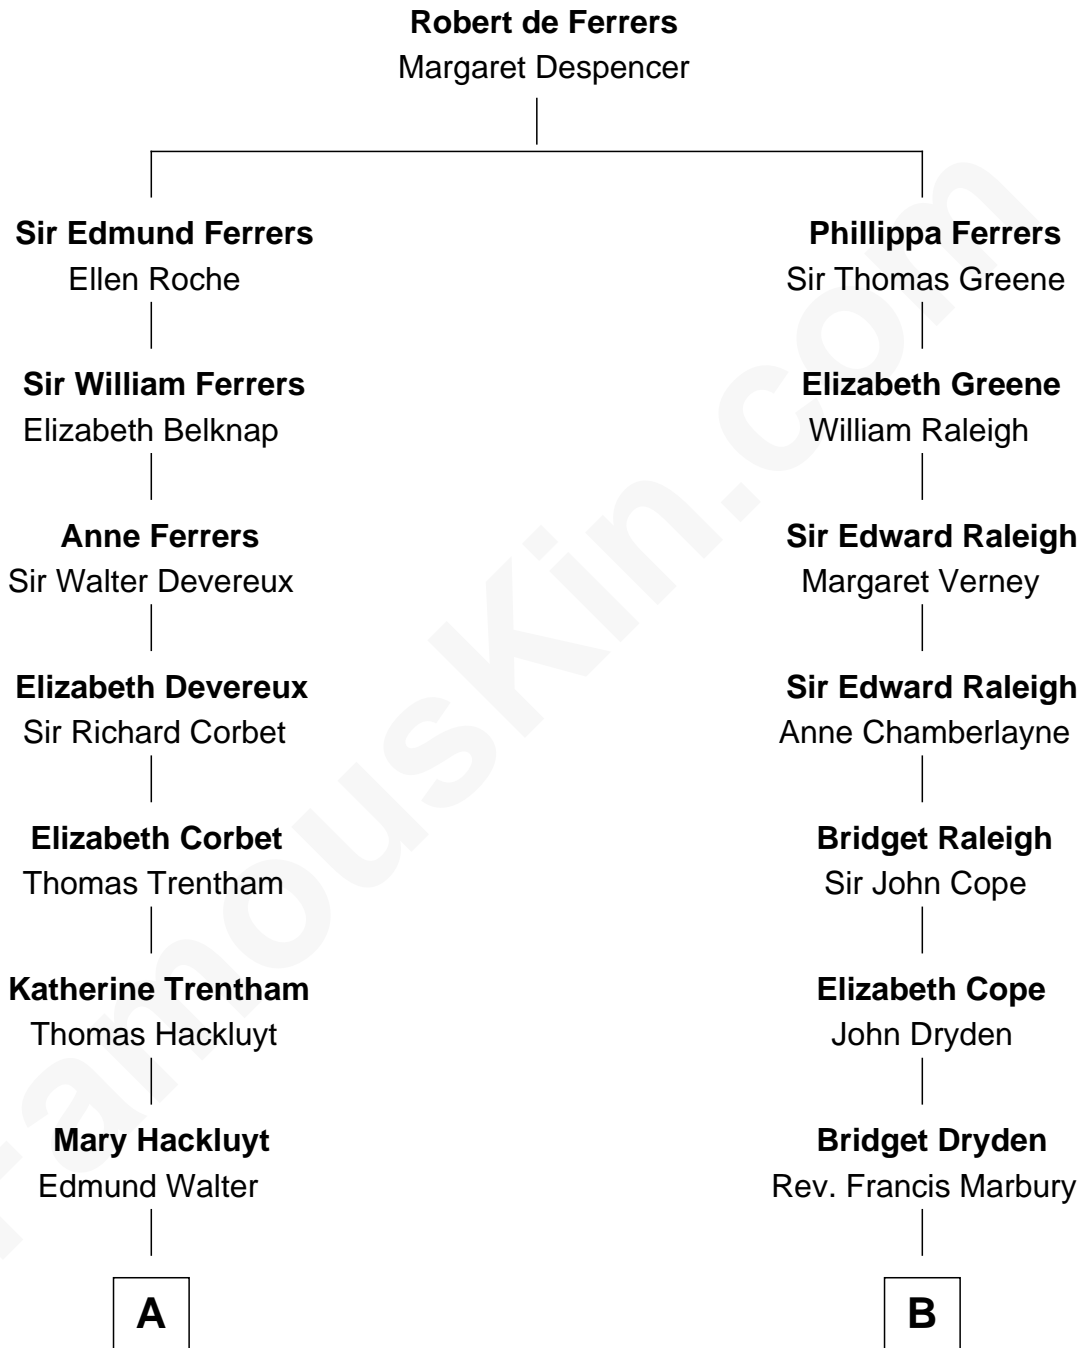 Robert de Ferrers
Margaret Despencer
Sir Edmund Ferrers
Ellen Roche
Phillippa Ferrers
Sir Thomas Greene
Sir William Ferrers
Elizabeth Belknap
Elizabeth Greene
William Raleigh
Anne Ferrers
Sir Walter Devereux
Sir Edward Raleigh
Margaret Verney
Elizabeth Devereux
Sir Richard Corbet
Sir Edward Raleigh
Anne Chamberlayne
Elizabeth Corbet
Thomas Trentham
Bridget Raleigh
Sir John Cope
Katherine Trentham
Thomas Hackluyt
Elizabeth Cope
John Dryden
Mary Hackluyt
Edmund Walter
Bridget Dryden
Rev. Francis Marbury
A
B
FamousKin.com